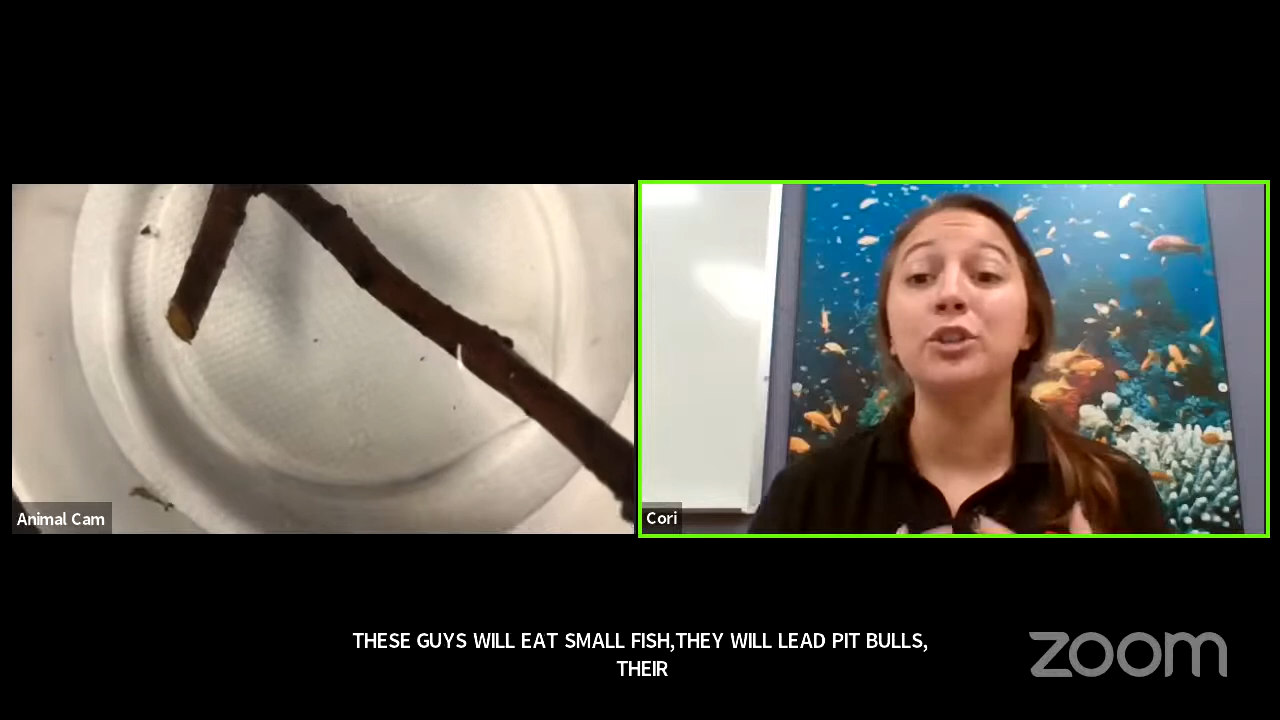 Animal Cam
Cori
THESE GUYS WILL EAT SMALL FISH,THEY WILL LEAD PIT BULLS,
THEIR
zoom